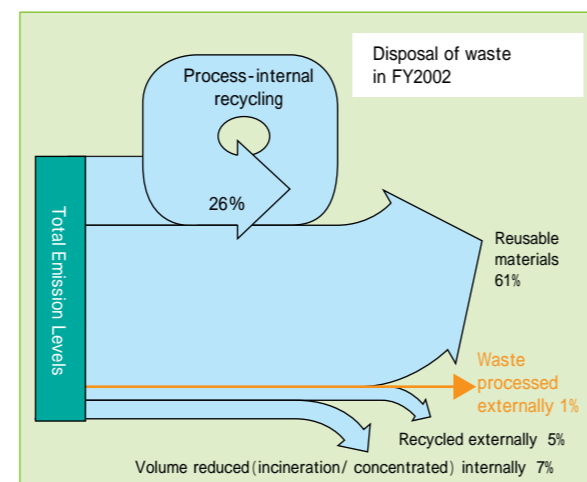 Disposal of waste
in FY2002
Process-internal
recycling
26%
Total Emission Levels
Reusable
materials
61%
Waste
processed
externally 1%
Recycled externally 5%
Volume reduced (incineration/ concentrated) internally 7%